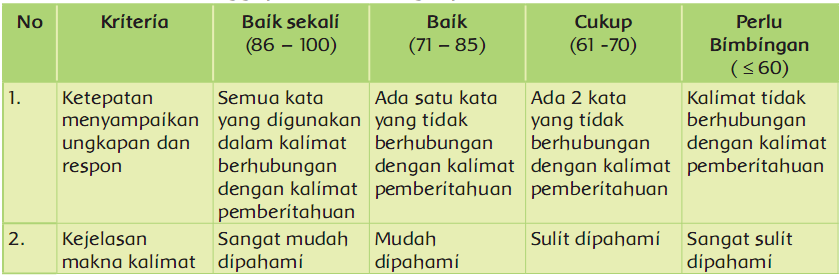 No Kriteria Baik sekali (86 – 100) Baik (71 – 85) Cukup (61 -70) Perlu Bimbingan ( ≤ 60)
1. Ketepatan menyampaikan ungkapan dan respon
Semua kata yang digunakan dalam kalimat berhubungan dengan kalimat pemberitahuan
Ada satu kata yang tidak berhubungan dengan kalimat pemberitahuan
Ada 2 kata yang tidak berhubungan dengan kalimat pemberitahuan
Kalimat tidak berhubungan dengan kalimat pemberitahuan
2. Kejelasan makna kalimat
Sangat mudah dipahami
Mudah dipahami
Sulit dipahami
Sangat sulit dipahami